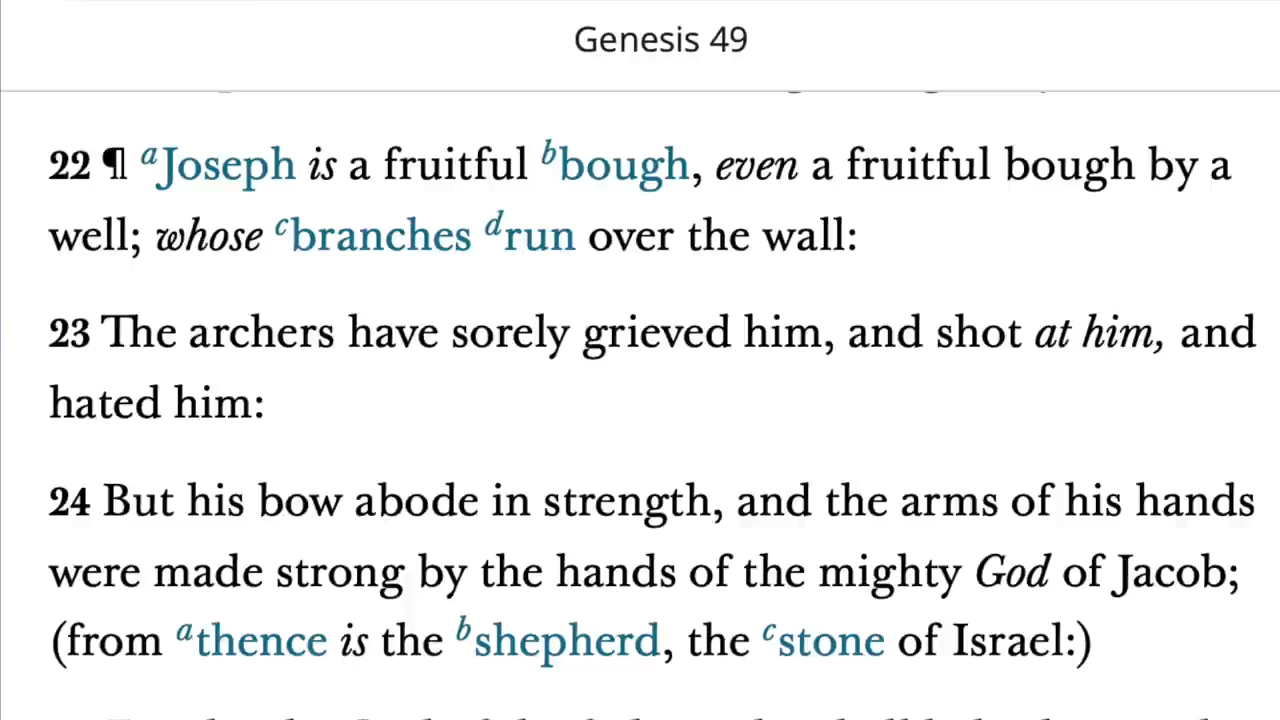 Genesis 49
22 ¶ aJoseph is a fruitful bbough, even a fruitful bough by a
well; whose cbranches drun over the wall:
23 The archers have sorely grieved him, and shot at him, and
hated him:
24 But his bow abode in strength, and the arms of his hands
were made strong by the hands of the mighty God of Jacob;
(from athence is the bshepherd, the cstone of Israel:)